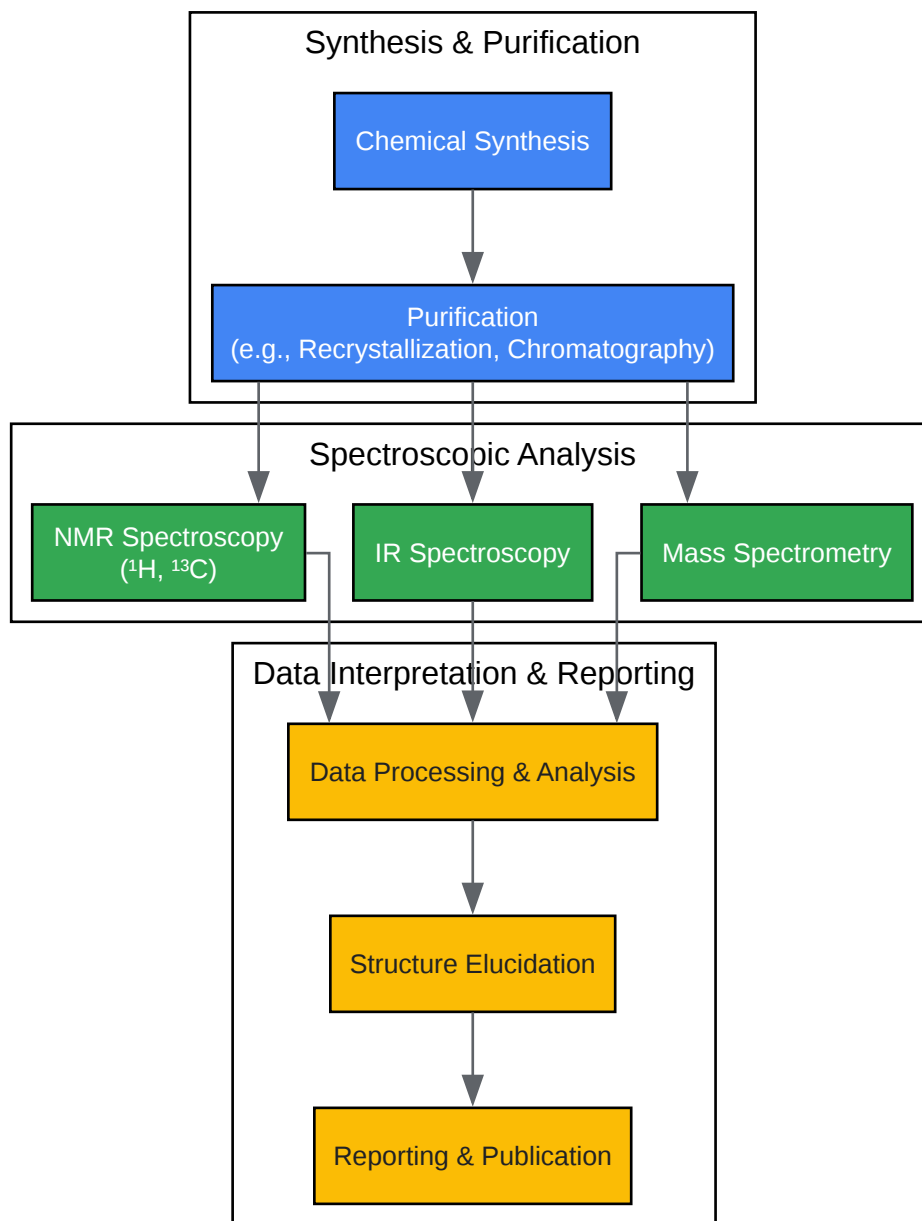 Synthesis & Purification
Chemical Synthesis
Purification
(e.g., Recrystallization, Chromatography)
Spectroscopic Analysis
NMR Spectroscopy
(¹H, ¹³C)
IR Spectroscopy
Mass Spectrometry
Data Interpretation & Reporting
Data Processing & Analysis
Structure Elucidation
Reporting & Publication